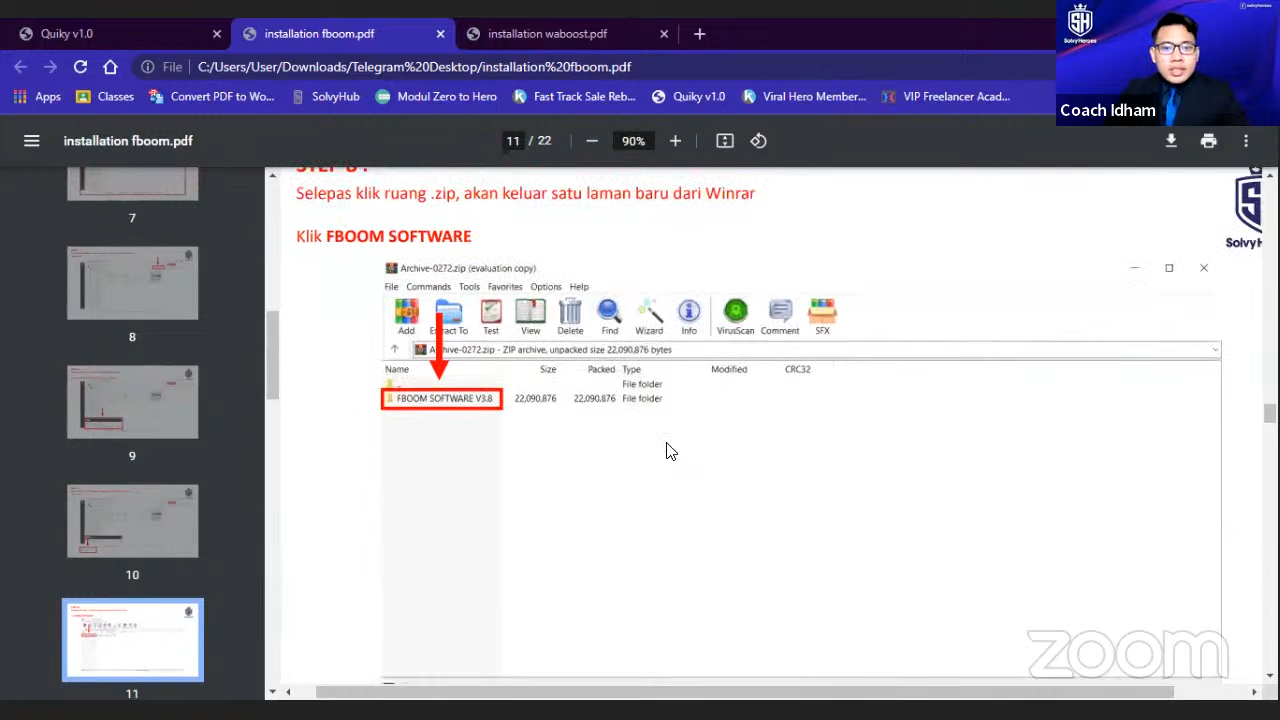 Quiky v1.0
installation fboom.pdf
installation waboost.pdf
File
C:/Users/User/Downloads/Telegram%20Desktop/installation%20fboom.pdf
Apps
Classes
Convert PDF to Wo...
SolvyHub
Modul Zero to Hero
Fast Track Sale Reb...
Quiky v1.0
Viral Hero Member...
VIP Freelancer Acad...
SH
SolvyHeroes
solvyheroes
Coach Idham
installation fboom.pdf
11 / 22
90%
7
8
9
10
11
Selepas klik ruang .zip, akan keluar satu laman baru dari Winrar
Klik FBOOM SOFTWARE
SolvyH
Archive-0272.zip (evaluation copy)
File Commands Tools Favorites Options Help
Add Extract To Test View Delete Find Wizard Info VirusScan Comment SFX
Archive-0272.zip - ZIP archive, unpacked size 22,090,876 bytes
Name Size Packed Type Modified CRC32
.. File folder
FBOOM SOFTWARE V3.8 22,090,876 22,090,876 File folder
zoom